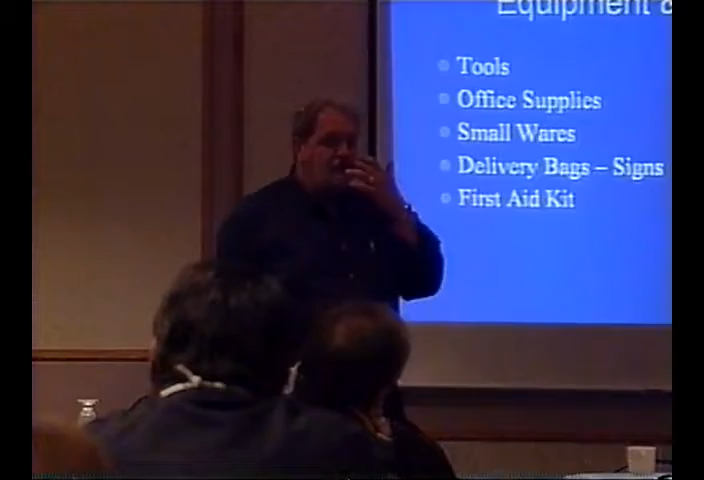 Equipment &
Tools
Office Supplies
Small Wares
Delivery Bags – Signs
First Aid Kit